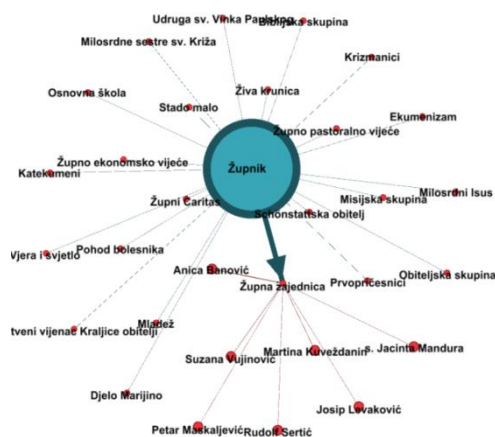 Udruga sv. Vinka Paulskog
Biblijska skupina
Milosrdne sestre sv. Križa
Krizmanici
Osnovna škola
Živa krunica
Stado malo
Ekumenizam
Župno pastoralno vijeće
Župno ekonomsko vijeće
Župnik
Katekumeni
Milosrdni Isus
Misijska skupina
Župni Caritas
Schonstattska obitelj
Vjera i svjetlo
Pohod bolesnika
Anica Banović
Obiteljska skupina
Prvopričesnici
Župna zajednica
tveni vijenac Kraljice obitelji
Mladež
s. Jacinta Mandura
Martina Kuveždanin
Suzana Vujinović
Djelo Marijino
Josip Levaković
Petar Maskaljević
Rudolf Sertić